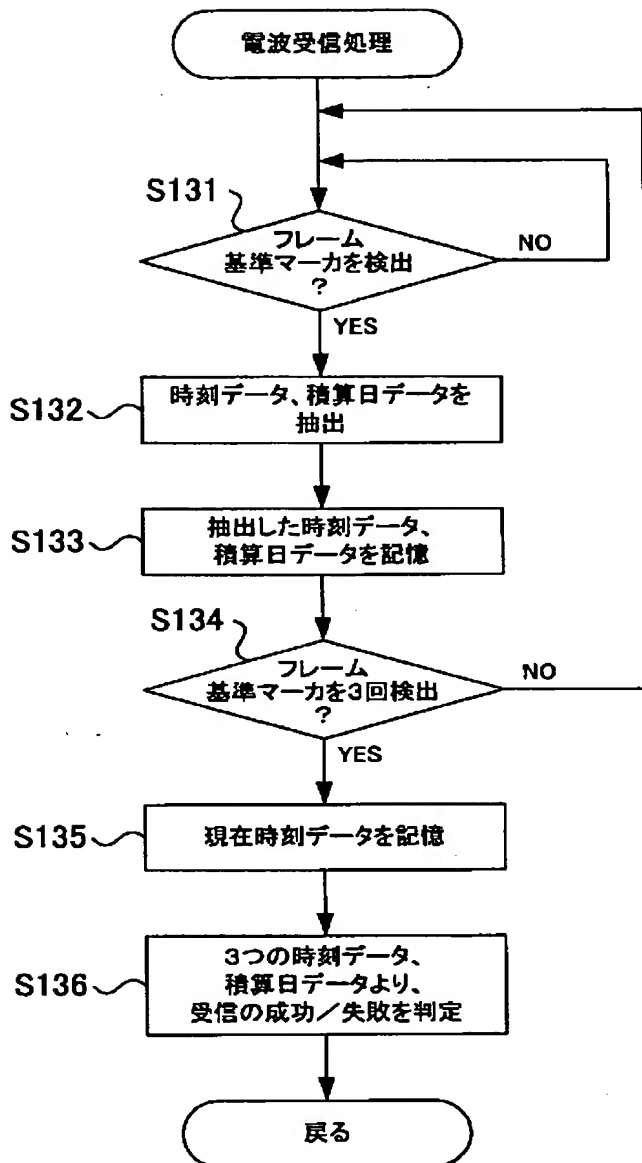 電波受信処理
S131
フレーム
基準マーカを検出
?
NO
YES
S132
時刻データ、積算日データを
抽出
S133
抽出した時刻データ、
積算日データを記憶
S134
フレーム
基準マーカを3回検出
?
NO
YES
S135
現在時刻データを記憶
S136
3つの時刻データ、
積算日データより、
受信の成功/失敗を判定
戻る